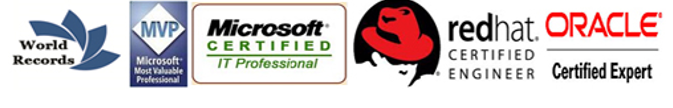 World
Records
MVP
Microsoft®
Most Valuable
Professional
Microsoft®
CERTIFIED
IT Professional
redhat.
CERTIFIED
ENGINEER
ORACLE
Certified Expert